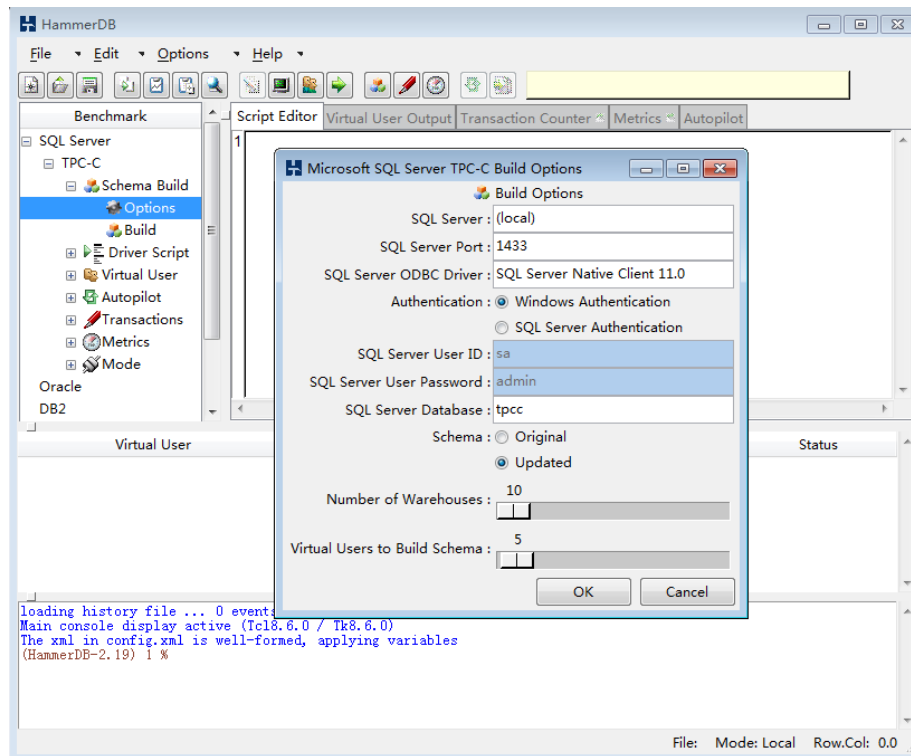 HammerDB
File Edit Options Help
Benchmark
Script Editor Virtual User Output Transaction Counter Metrics Autopilot
SQL Server
TPC-C
Schema Build
Options
Build
Driver Script
Virtual User
Autopilot
Transactions
Metrics
Mode
Oracle
DB2
1
Microsoft SQL Server TPC-C Build Options
Build Options
SQL Server : (local)
SQL Server Port : 1433
SQL Server ODBC Driver : SQL Server Native Client 11.0
Authentication : Windows Authentication
SQL Server Authentication
SQL Server User ID : sa
SQL Server User Password : admin
SQL Server Database : tpcc
Schema : Original
Updated
Number of Warehouses : 10
Virtual Users to Build Schema : 5
OK Cancel
Virtual User Status
loading history file ... 0 events
Main console display active (Tcl8.6.0 / Tk8.6.0)
The xml in config.xml is well-formed, applying variables
(HammerDB-2.19) 1 %
File: Mode: Local Row.Col: 0.0